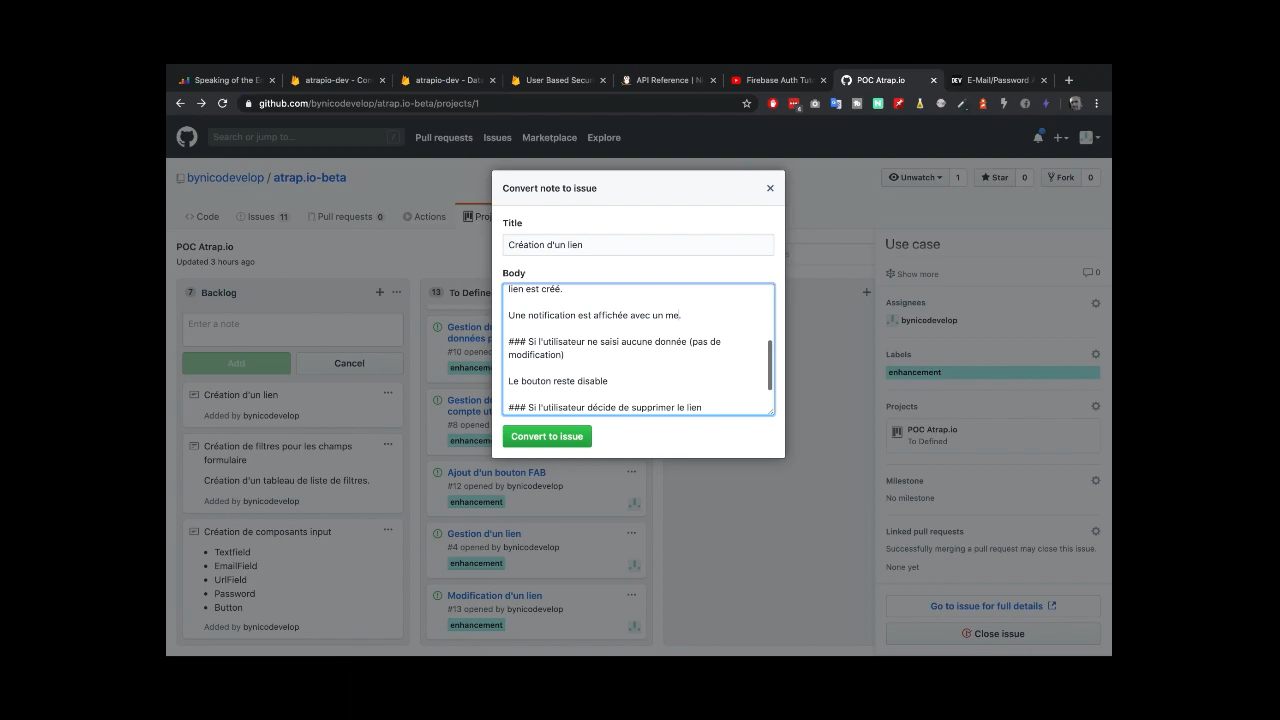 Speaking of the E
atrapio-dev - Con
atrapio-dev - Dat
User Based Secur
API Reference | N
Firebase Auth Tut
POC Atrap.io
E-Mail/Password
github.com/bynicodevelop/atrap.io-beta/projects/1
Search or jump to...
Pull requests
Issues
Marketplace
Explore
bynicodevelop / atrap.io-beta
Unwatch
1
Star
0
Fork
0
Code
Issues 11
Pull requests 0
Actions
Proj
POC Atrap.io
Updated 3 hours ago
7 Backlog
Enter a note
Add
Cancel
Création d'un lien
Added by bynicodevelop
Création de filtres pour les champs
formulaire
Création d'un tableau de liste de filtres.
Added by bynicodevelop
Création de composants input
Textfield
EmailField
UrlField
Password
Button
Added by bynicodevelop
13 To Define
Gestion du
données p
#10 opened
enhancement
Gestion du
compte ut
#8 opened
enhancement
Ajout d'un bouton FAB
#12 opened by bynicodevelop
enhancement
Gestion d'un lien
#4 opened by bynicodevelop
enhancement
Modification d'un lien
#13 opened by bynicodevelop
enhancement
Convert note to issue
Title
Création d'un lien
Body
lien est créé.
Une notification est affichée avec un me.
### Si l'utilisateur ne saisi aucune donnée (pas de
modification)
Le bouton reste disable
### Si l'utilisateur décide de supprimer le lien
Convert to issue
Use case
Show more
0
Assignees
bynicodevelop
Labels
enhancement
Projects
POC Atrap.io
To Defined
Milestone
No milestone
Linked pull requests
Successfully merging a pull request may close this issue.
None yet
Go to issue for full details
Close issue